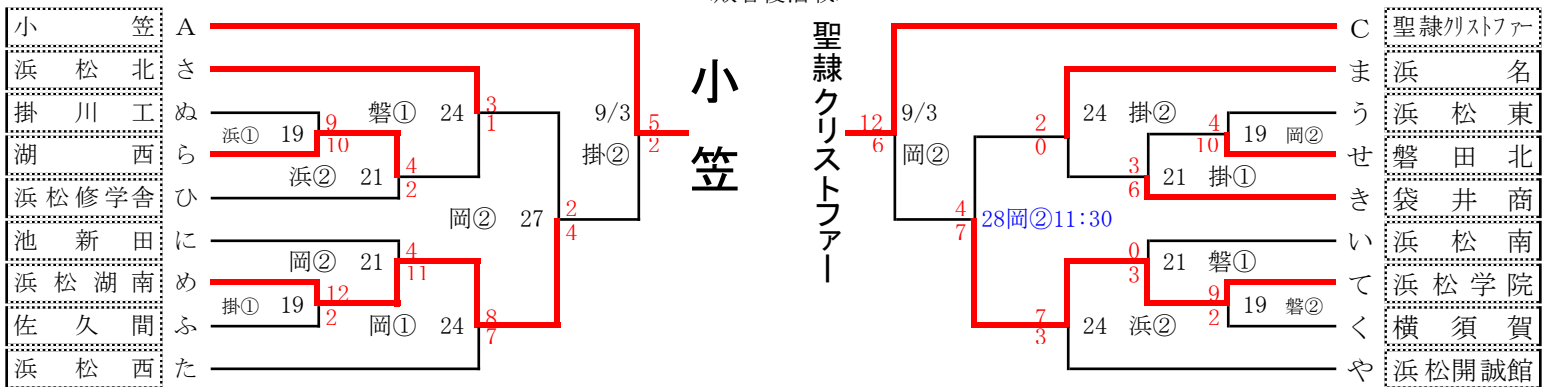 小笠 A
浜松北 さ
掛川工 ぬ
湖西 ら
浜松修学舎 ひ
池新田 に
浜松湖南 め
佐久間 ふ
浜松西 た
浜① 19 9 10
磐① 24 3 1
浜② 21 4 2
岡② 21 4 11
掛① 19 12 2
岡① 24 8 7
岡② 27 2 4
9/3 掛② 5 2
小笠
聖隷クリストファー
12 6 9/3 岡②
2 0 24 掛②
4 10 19 岡②
3 6 21 掛①
4 7 28岡②11:30
0 3 21 磐①
9 2 19 磐②
7 3 24 浜②
C 聖隷クリストファー
ま 浜名
う 浜松東
せ 磐田北
き 袋井商
い 浜松南
て 浜松学院
く 横須賀
や 浜松開誠館